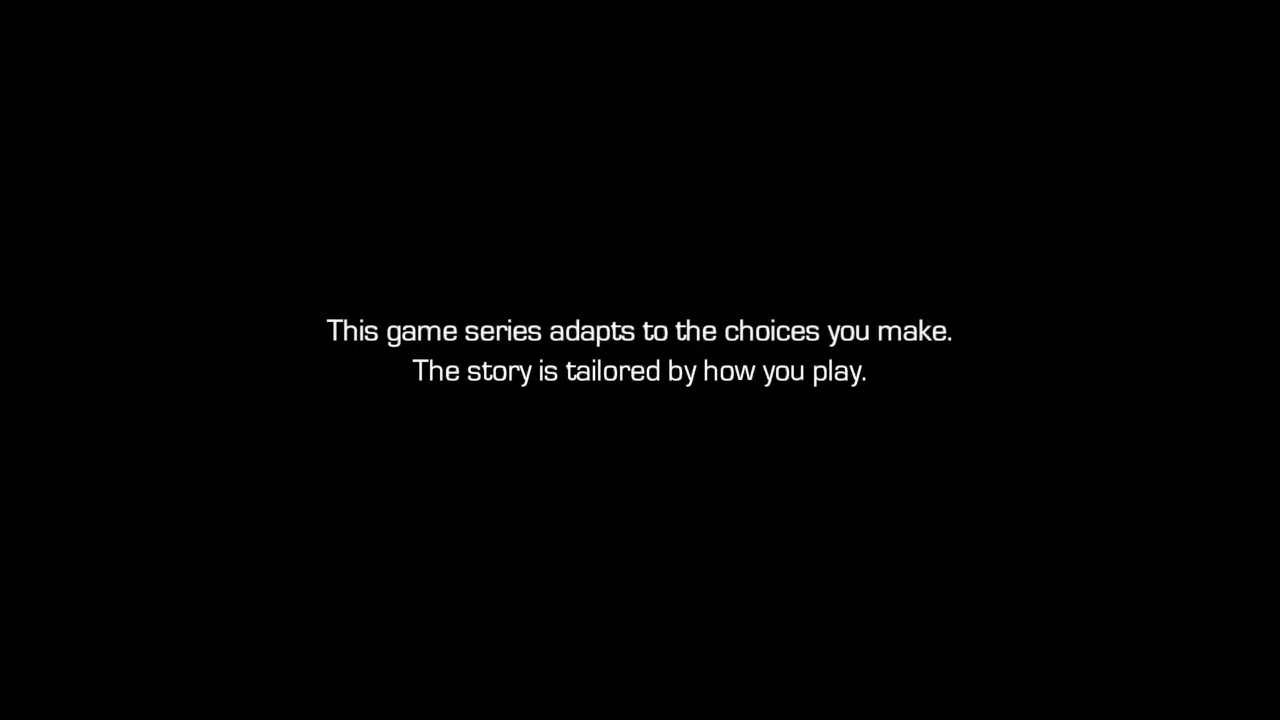 This game series adapts to the choices you make.
The story is tailored by how you play.